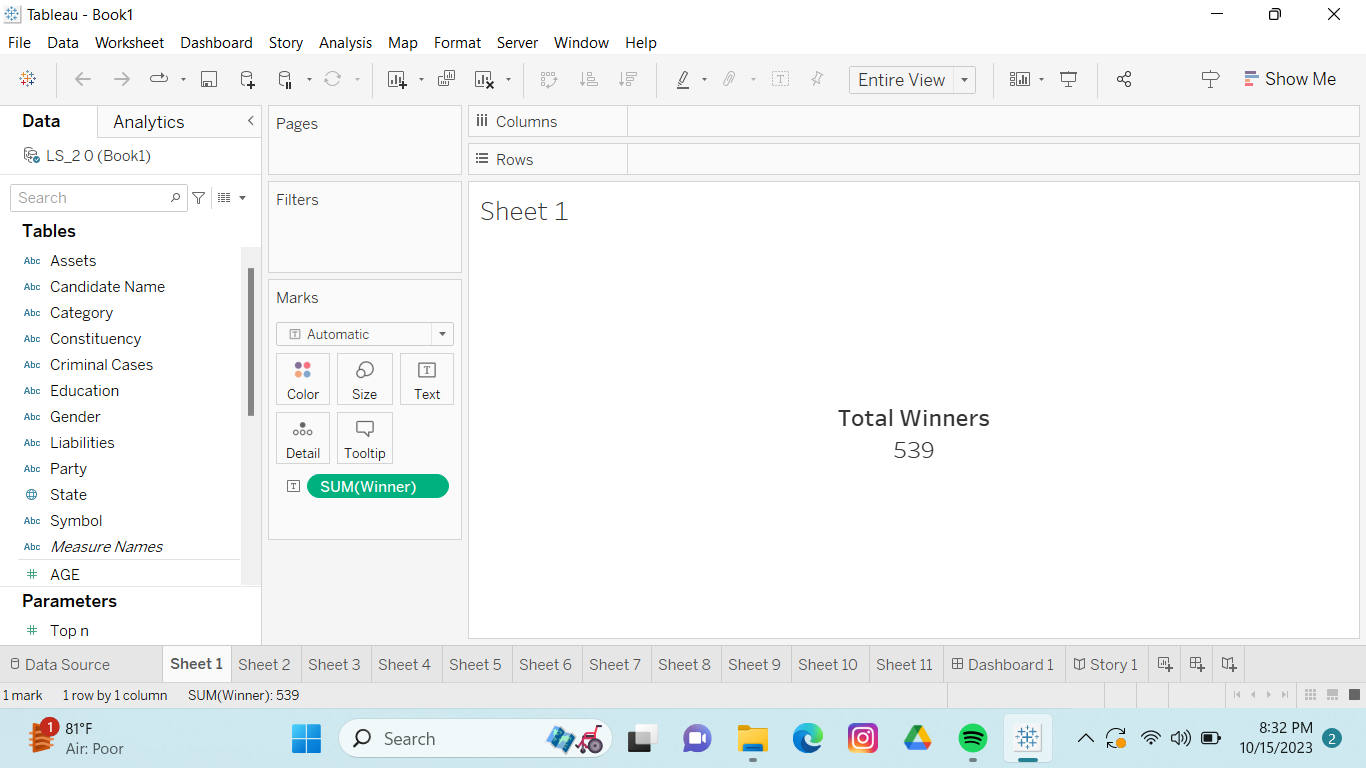 Tableau - Book1
File Data Worksheet Dashboard Story Analysis Map Format Server Window Help
Entire View
Show Me
Data
Analytics
LS_2 0 (Book1)
Search
Tables
Abc Assets
Abc Candidate Name
Abc Category
Abc Constituency
Abc Criminal Cases
Abc Education
Abc Gender
Abc Liabilities
Abc Party
State
Abc Symbol
Abc Measure Names
# AGE
Parameters
# Top n
Pages
Filters
Marks
T Automatic
Color Size T Text
Detail Tooltip
T SUM(Winner)
iii Columns
Rows
Sheet 1
Total Winners
539
Data Source Sheet 1 Sheet 2 Sheet 3 Sheet 4 Sheet 5 Sheet 6 Sheet 7 Sheet 8 Sheet 9 Sheet 10 Sheet 11 Dashboard 1 Story 1
1 mark 1 row by 1 column SUM(Winner): 539
1
81°F
Air: Poor
Search
8:32 PM
10/15/2023
2